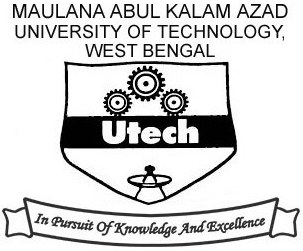 MAULANA ABUL KALAM AZAD
UNIVERSITY OF TECHNOLOGY,
WEST BENGAL
Utech
In Pursuit Of Knowledge And Excellence